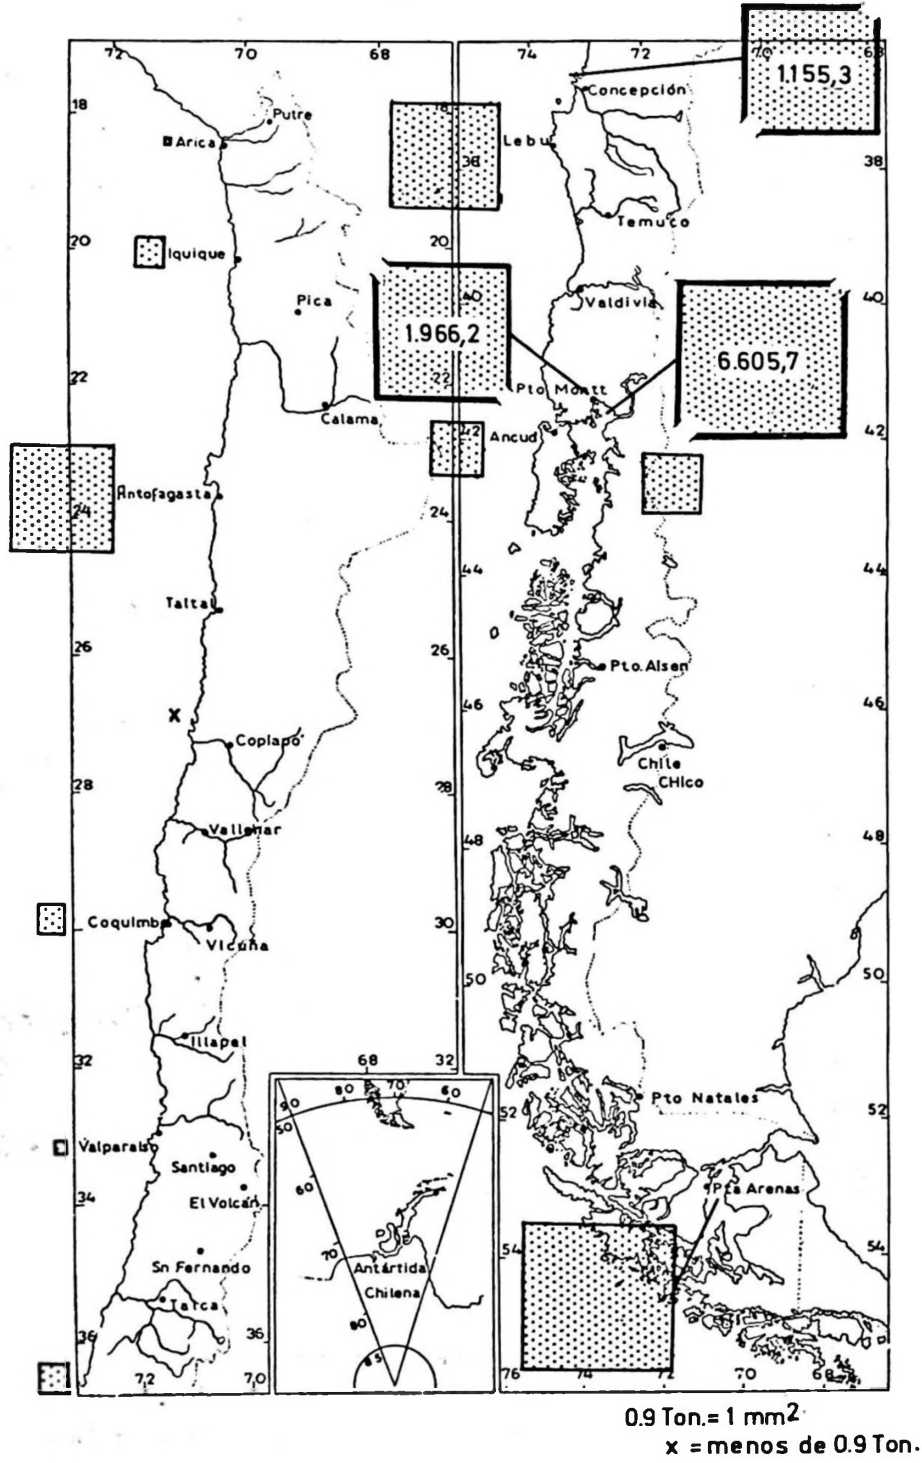 72 70 68
74 72 70 68
1.155,3
Concepción
18
Putre
18
Arica
Lebu
38
38
Temuco
20
Iquique
20
Pica
40
Valdivia
40
1.966,2
6.605,7
22
22
Pto. Montt
Calama
42
Ancud
42
Antofagasta
24
24
44
44
Taltal
26
26
Pto. Aisen
46
46
x
Copiapo'
Chile
CHico
28
28
Vallenar
48
48
Coquimbo
30
Vicuña
50
50
Illapel
32
68 32
80 70 60
90
50
52
Pto Natales
52
Valparaiso
Santiago
60
Pta Arenas
34
El Volcán
70
54
54
Sn Fernando
Antártida
Chilena
Talca
80
36
36
85
72 70
76 74 72 70 68
0.9 Ton.= 1 mm2
x = menos de 0.9 Ton.